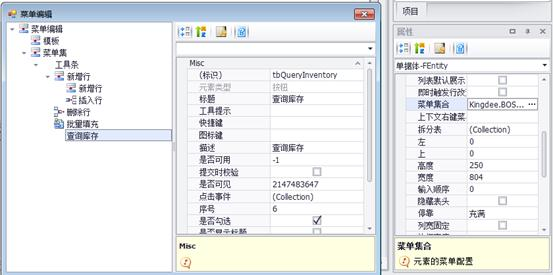 菜单编辑
菜单编辑
模板
菜单集
工具条
新增行
新增行
插入行
删除行
批量填充
查询库存
Misc
(标识) tbQueryInventory
元素类型 按钮
标题 查询库存
工具提示
快捷键
图标键
描述 查询库存
是否可用 -1
提交时校验
是否可见 2147483647
点击事件 (Collection)
序号 6
是否勾选
是否显示标题
Misc
项目
属性
单据体-FEntity
列表默认展示
即时触发行改
菜单集合 Kingdee.BOS... ...
上下文右键菜
拆分表 (Collection)
左 0
上 0
高度 250
宽度 804
输入顺序 0
隐藏表头
停靠 充满
列宽固定
菜单集合
元素的菜单配置